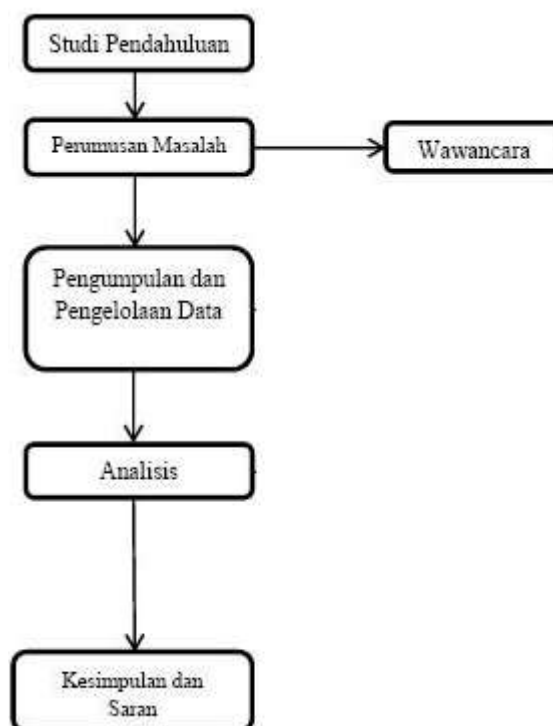 Studi Pendahuluan
Perumusan Masalah
Wawancara
Pengumpulan dan
Pengelolaan Data
Analisis
Kesimpulan dan
Saran